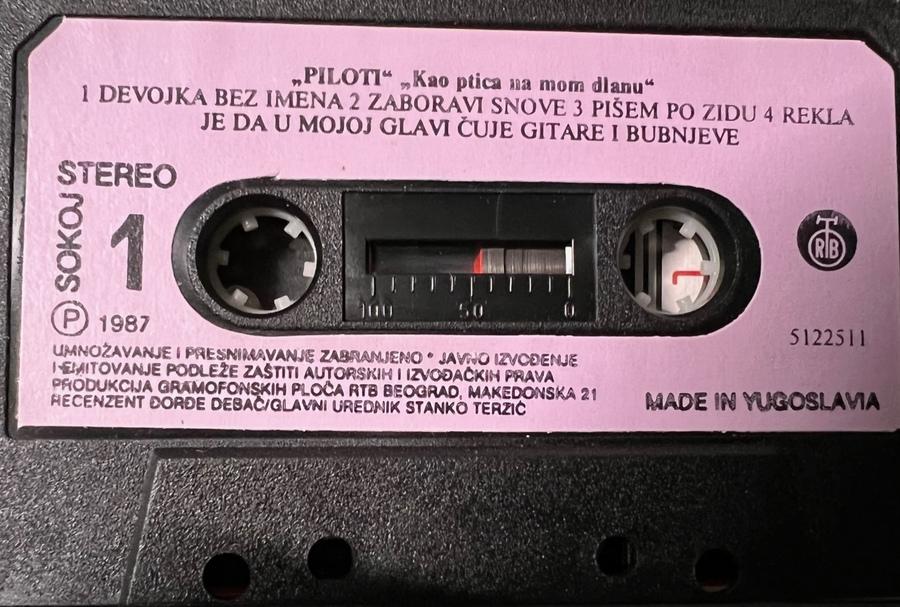 „PILOTI“ „Kao ptica na mom dlanu“
1 DEVOJKA BEZ IMENA 2 ZABORAVI SNOVE 3 PIŠEM PO ZIDU 4 REKLA
JE DA U MOJOJ GLAVI ČUJE GITARE I BUBNJEVE
STEREO
SOKOJ
1
RTB
100 50 0
Ⓟ 1987
5122511
UMNOŽAVANJE I PRESNIMAVANJE ZABRANJENO * JAVNO IZVOĐENJE
I EMITOVANJE PODLEŽE ZAŠTITI AUTORSKIH I IZVOĐAČKIH PRAVA
PRODUKCIJA GRAMOFONSKIH PLOČA RTB BEOGRAD, MAKEDONSKA 21
RECENZENT ĐORĐE DEBAČ/GLAVNI UREDNIK STANKO TERZIĆ
MADE IN YUGOSLAVIA